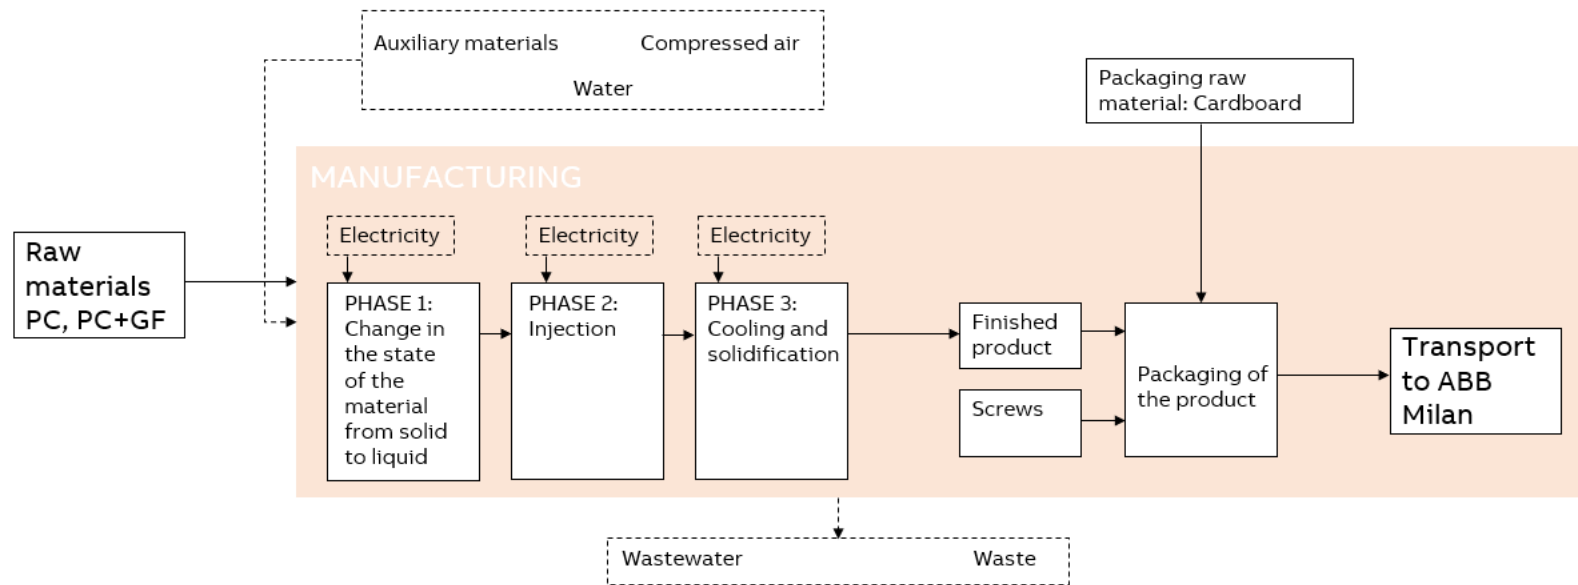 Auxiliary materials
Compressed air
Water
Packaging raw
material: Cardboard
MANUFACTURING
Raw
materials
PC, PC+GF
Electricity
Electricity
Electricity
PHASE 1:
Change in
the state
of the
material
from solid
to liquid
PHASE 2:
Injection
PHASE 3:
Cooling and
solidification
Finished
product
Screws
Packaging of
the product
Transport
to ABB
Milan
Wastewater
Waste